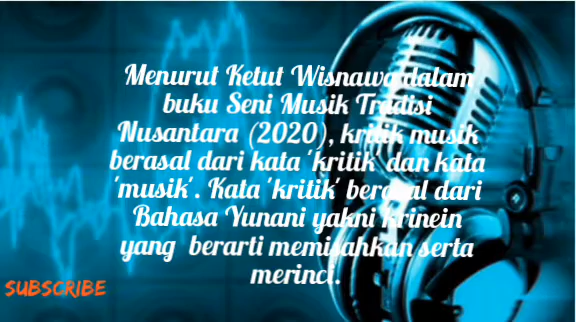 Menurut Ketut Wisnawa dalam
buku Seni Musik Tradisi
Nusantara (2020), kritik musik
berasal dari kata 'kritik' dan kata
'musik'. Kata 'kritik' berasal dari
Bahasa Yunani yakni krinein
yang berarti memisahkan serta
merinci.
SUBSCRIBE